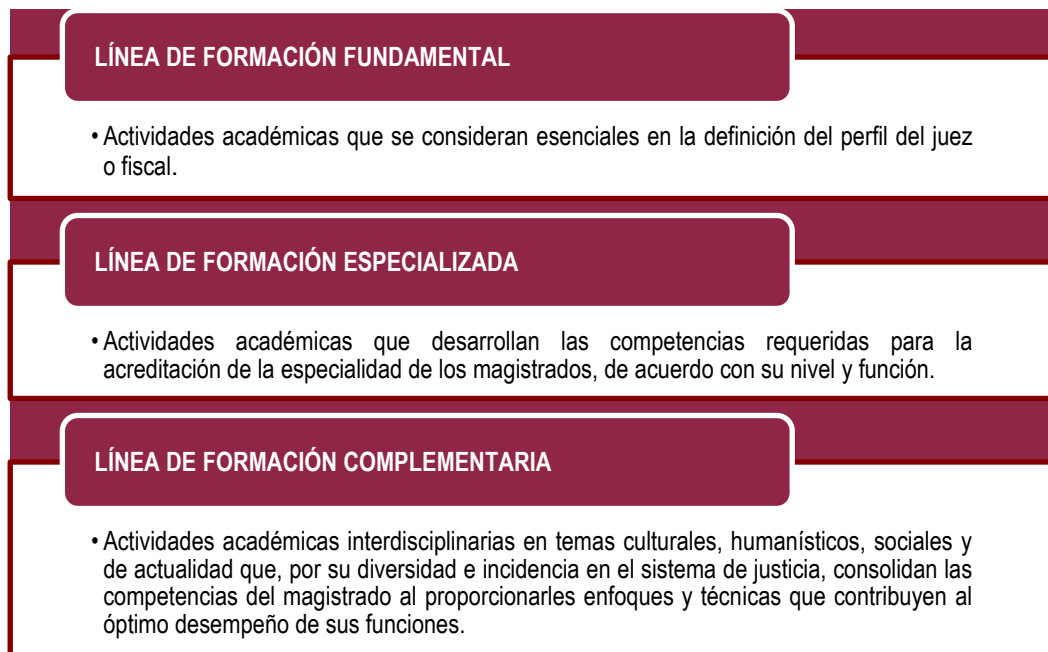 LÍNEA DE FORMACIÓN FUNDAMENTAL
• Actividades académicas que se consideran esenciales en la definición del perfil del juez
o fiscal.
LÍNEA DE FORMACIÓN ESPECIALIZADA
• Actividades académicas que desarrollan las competencias requeridas para la
acreditación de la especialidad de los magistrados, de acuerdo con su nivel y función.
LÍNEA DE FORMACIÓN COMPLEMENTARIA
• Actividades académicas interdisciplinarias en temas culturales, humanísticos, sociales y
de actualidad que, por su diversidad e incidencia en el sistema de justicia, consolidan las
competencias del magistrado al proporcionarles enfoques y técnicas que contribuyen al
óptimo desempeño de sus funciones.